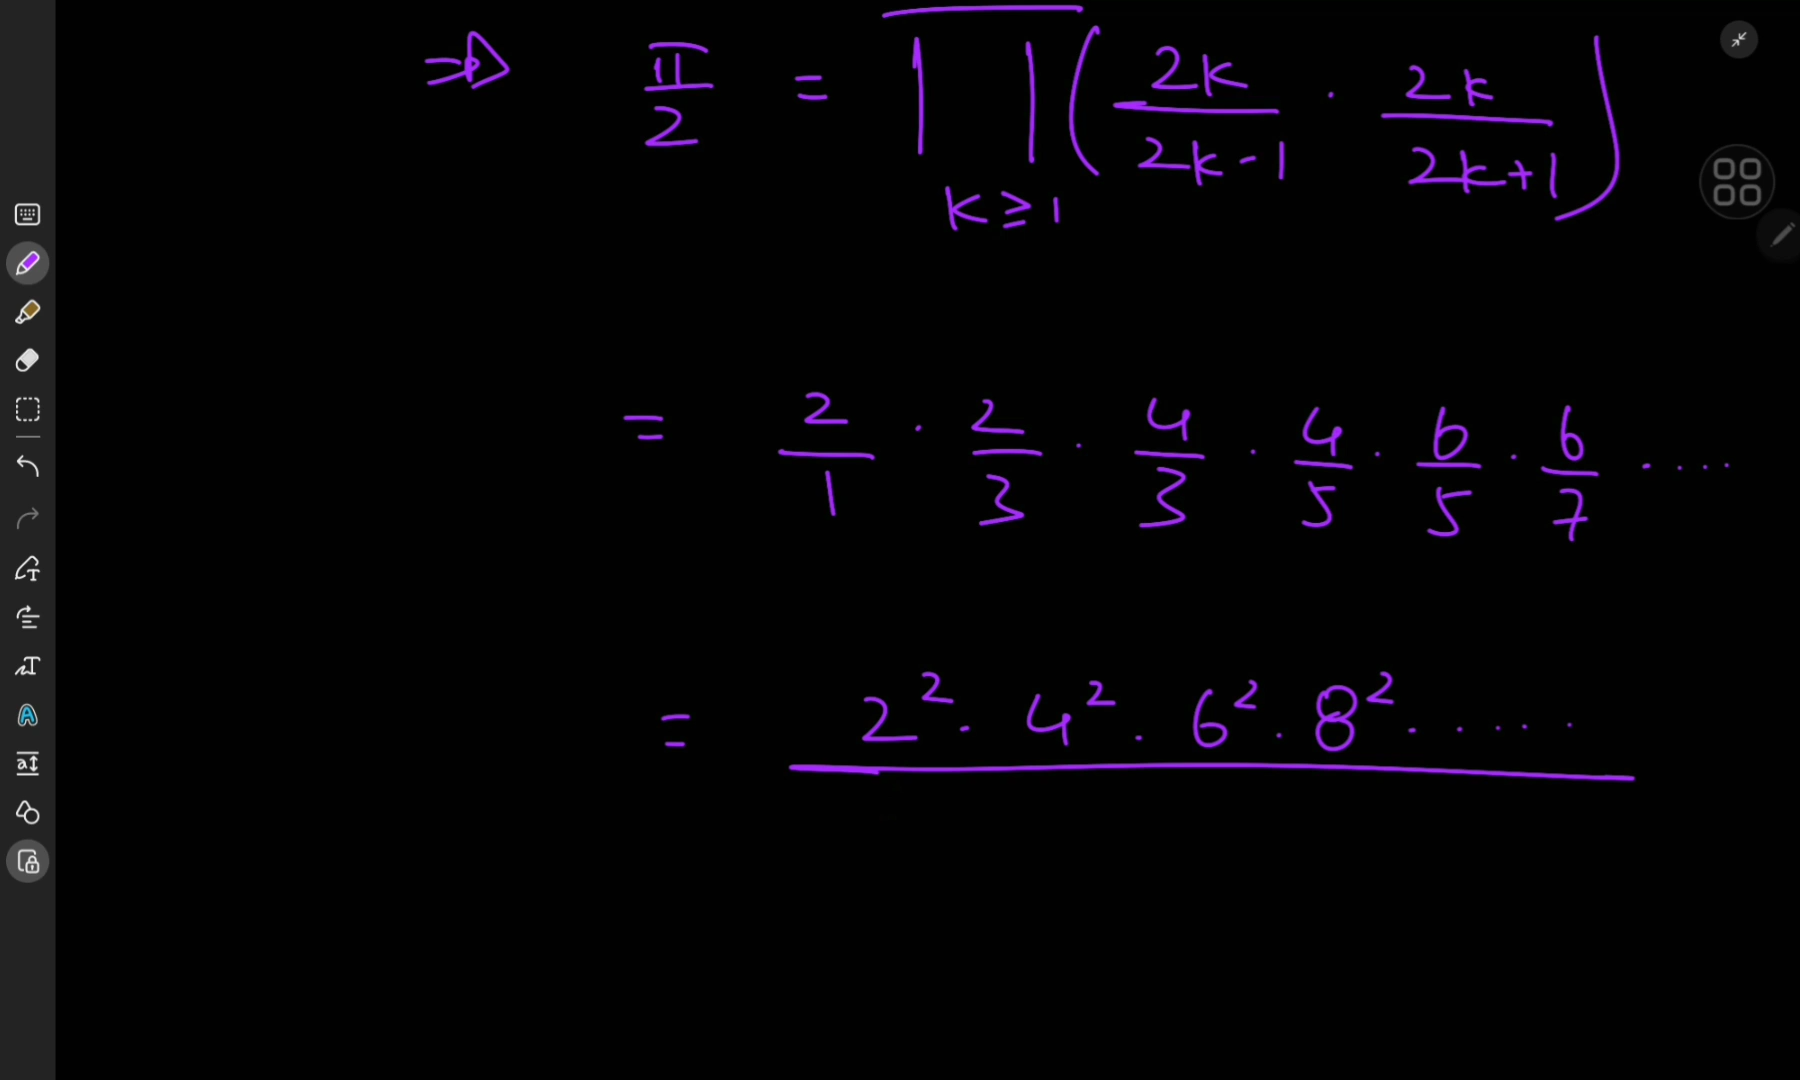 ⇒ π/2 = ∏ k ≥ 1 ( 2k/2k-1 · 2k/2k+1 )
= 2/1 · 2/3 · 4/3 · 4/5 · 6/5 · 6/7 ·····
= 2² · 4² · 6² · 8² ·····